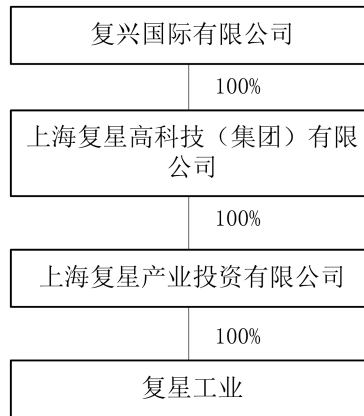 复兴国际有限公司
100%
上海复星高科技（集团）有限
公司
100%
上海复星产业投资有限公司
100%
复星工业